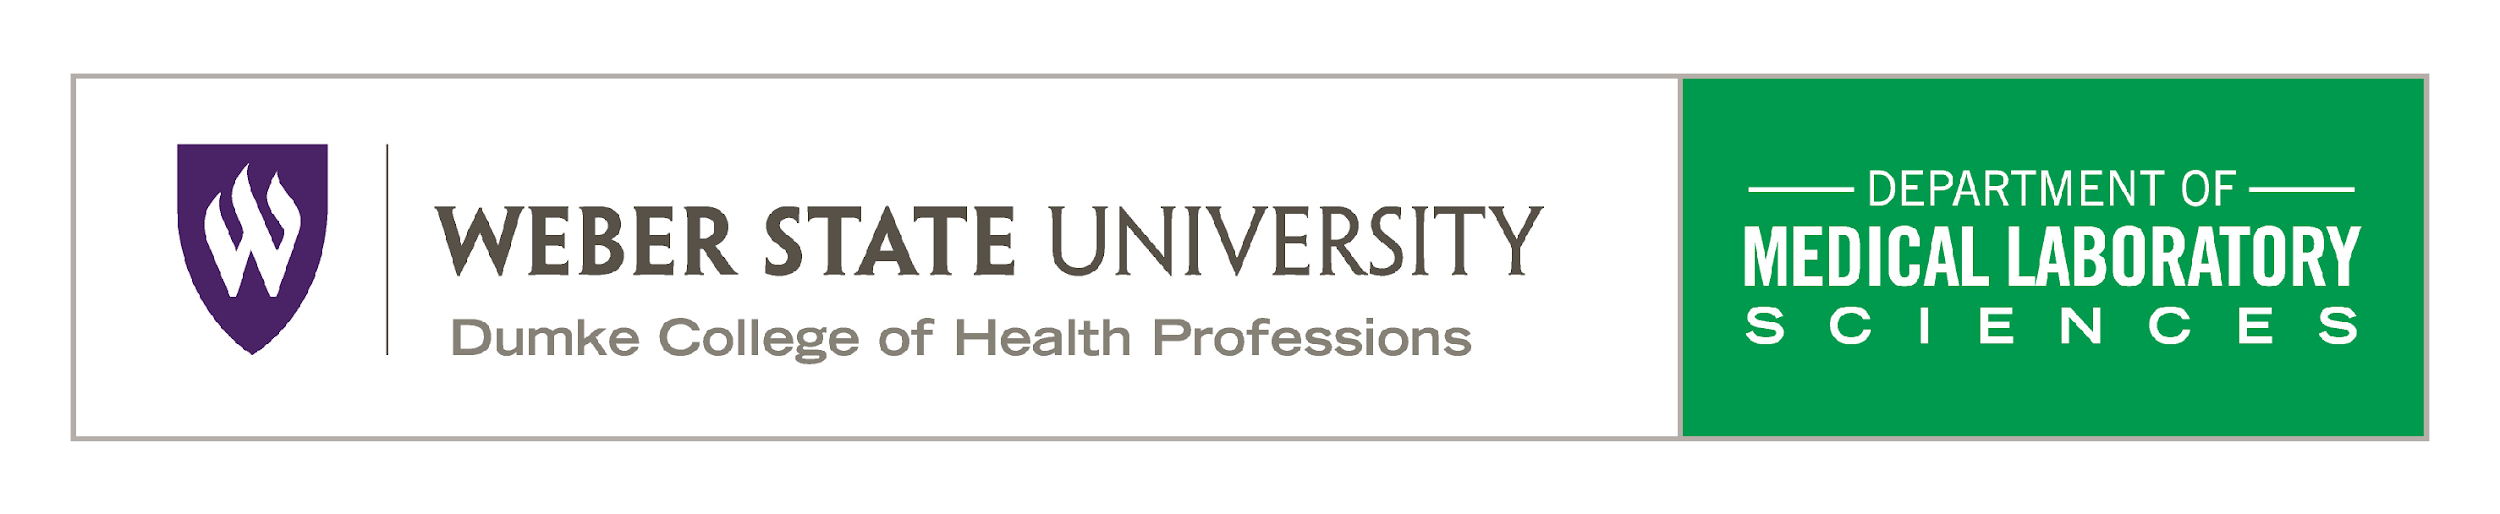 WEBER STATE UNIVERSITY
Dumke College of Health Professions
DEPARTMENT OF
MEDICAL LABORATORY
SCIENCES